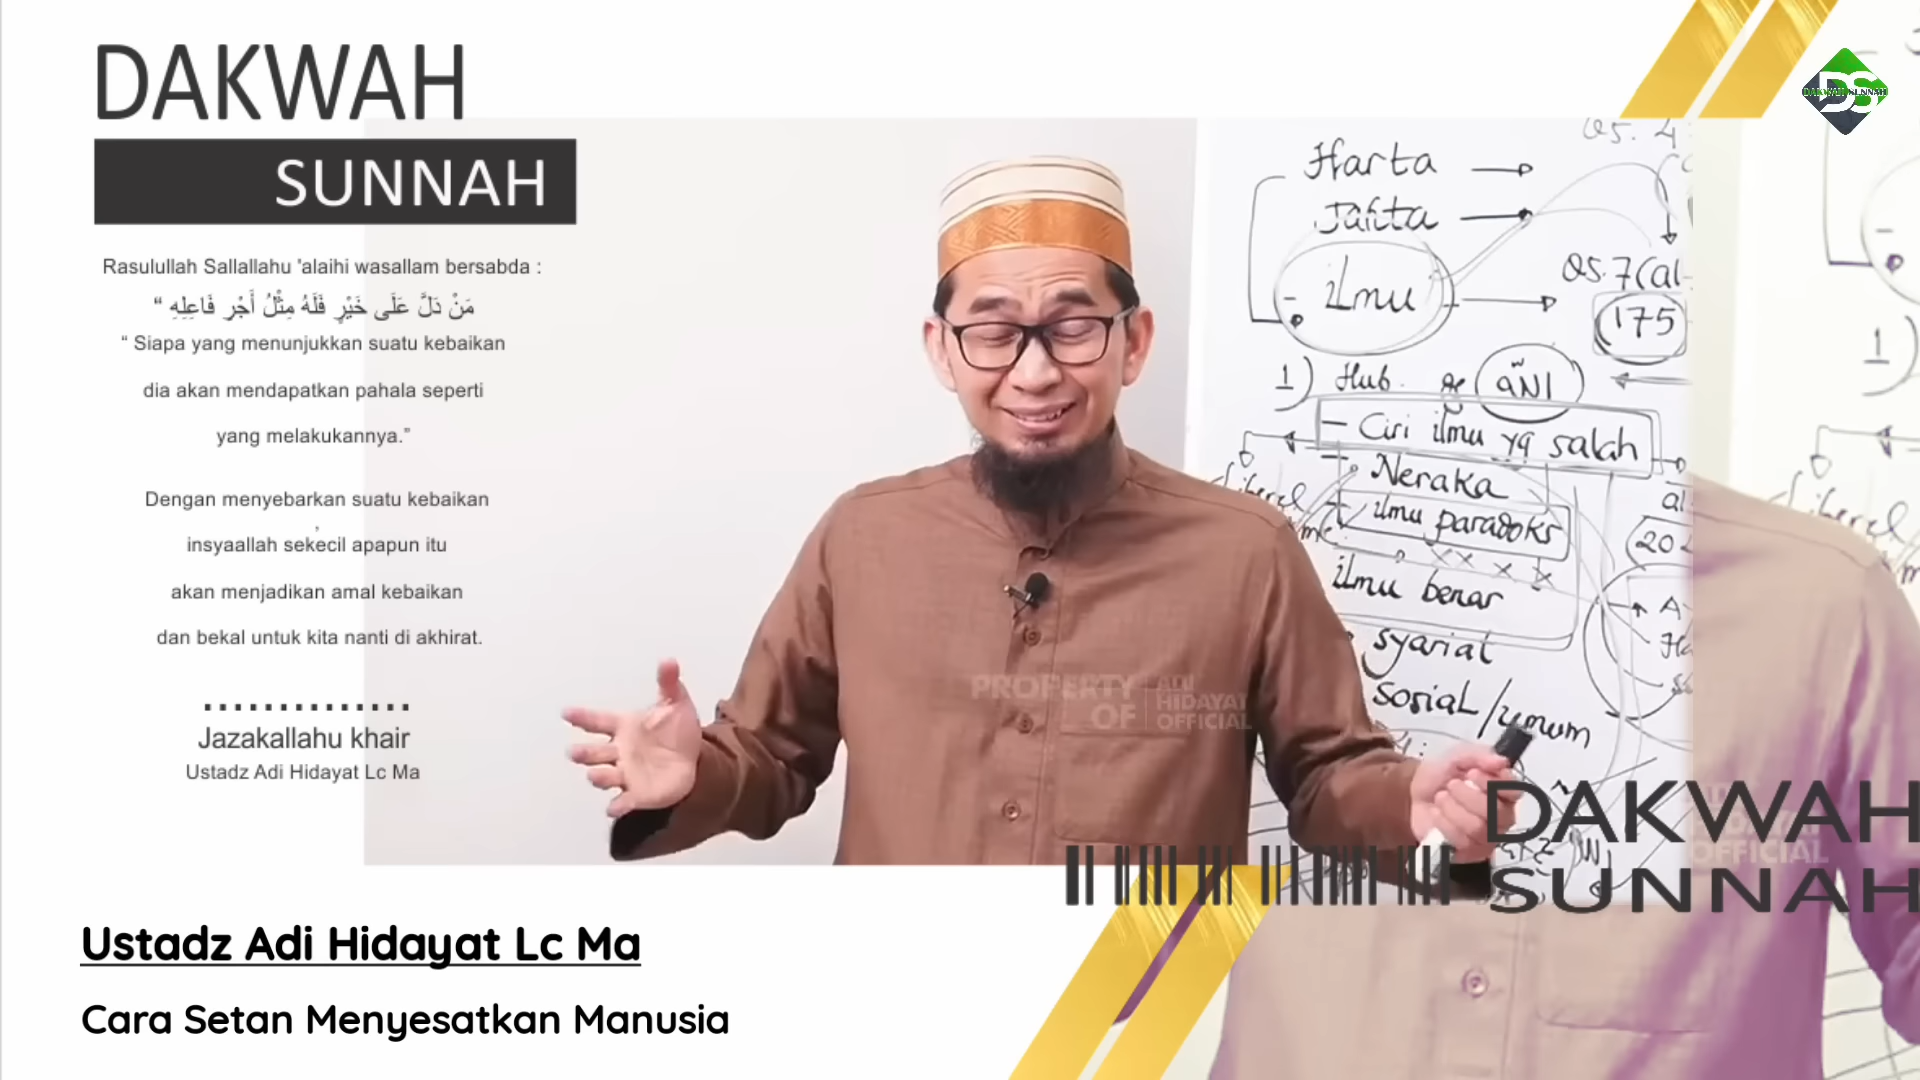 DAKWAH
SUNNAH
Rasulullah Sallallahu 'alaihi wasallam bersabda :
مَنْ دَلَّ عَلَى خَيْرٍ فَلَهُ مِثْلُ أَجْرِ فَاعِلِهِ “
“ Siapa yang menunjukkan suatu kebaikan
dia akan mendapatkan pahala seperti
yang melakukannya.”
Dengan menyebarkan suatu kebaikan
insyaallah sekecil apapun itu
akan menjadikan amal kebaikan
dan bekal untuk kita nanti di akhirat.
..............
Jazakallahu khair
Ustadz Adi Hidayat Lc Ma
Harta
ilmu
QS.7(al-
175
1) Hub.
- Ciri ilmu yg salah
Neraka
ilmu paradoks
ilmu benar
syariat
sosial/umum
PROPERTY OF
ADI HIDAYAT OFFICIAL
DS
DAKWAH SUNNAH
DAKWAH
SUNNAH
OFFICIAL
Ustadz Adi Hidayat Lc Ma
Cara Setan Menyesatkan Manusia